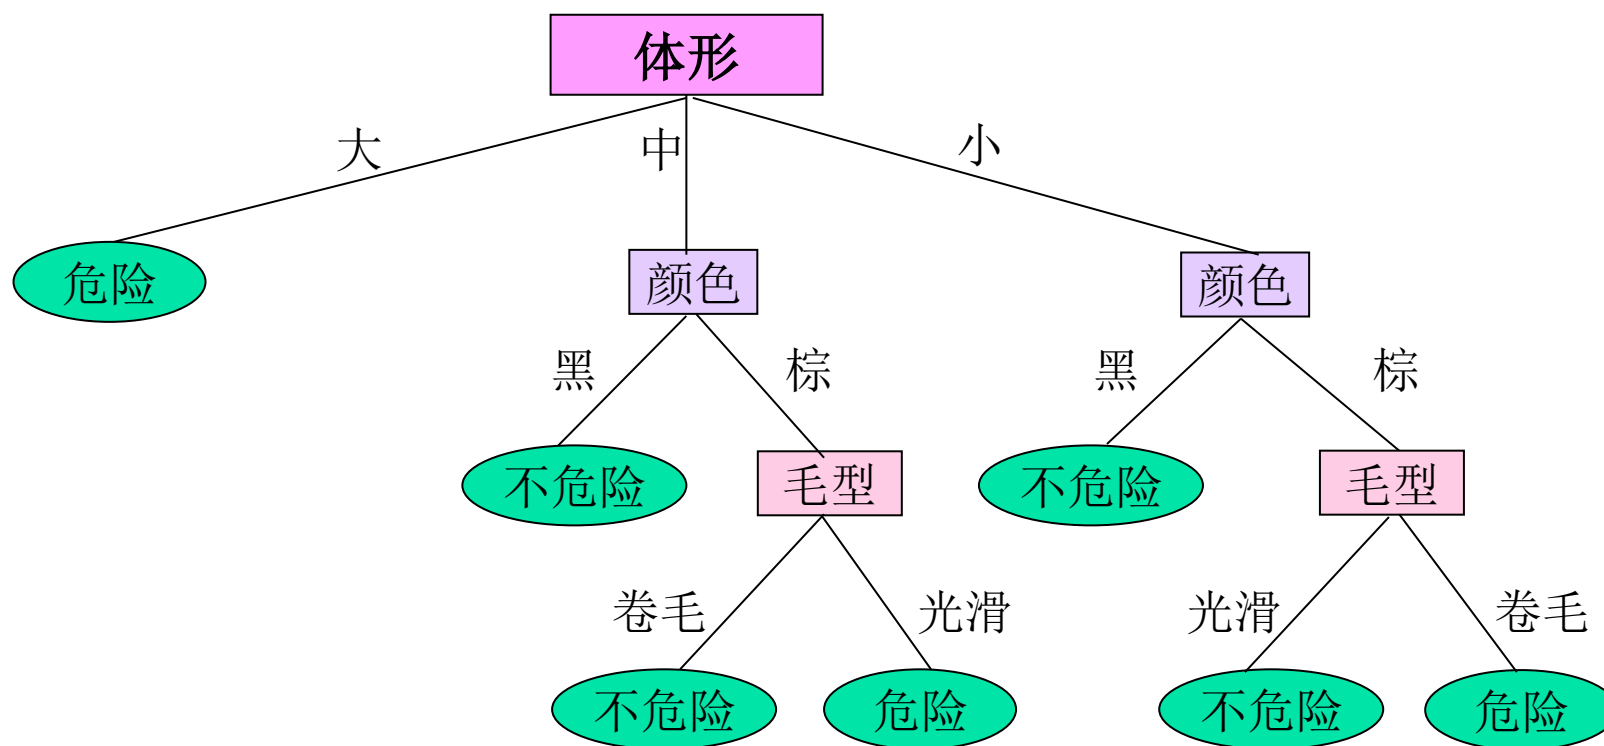 体形
大
中
小
危险
颜色
颜色
黑
棕
黑
棕
不危险
毛型
不危险
毛型
卷毛
光滑
光滑
卷毛
不危险
危险
不危险
危险